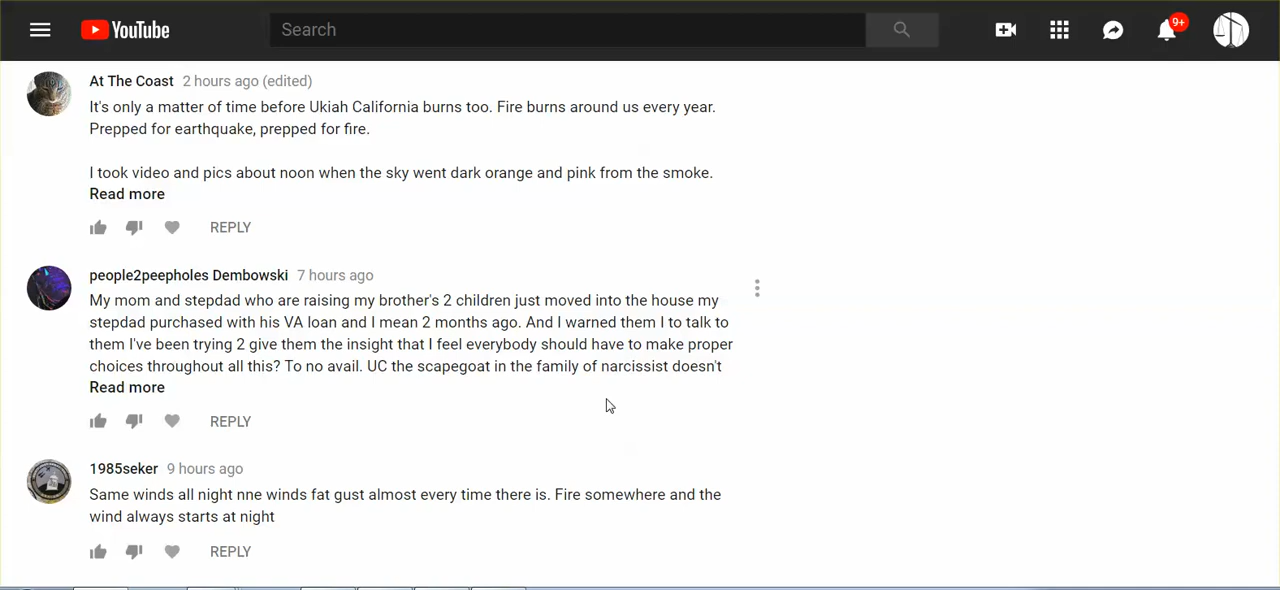 YouTube
Search
9+
At The Coast 2 hours ago (edited)
It's only a matter of time before Ukiah California burns too. Fire burns around us every year.
Prepped for earthquake, prepped for fire.
I took video and pics about noon when the sky went dark orange and pink from the smoke.
Read more
REPLY
people2peepholes Dembowski 7 hours ago
My mom and stepdad who are raising my brother's 2 children just moved into the house my
stepdad purchased with his VA loan and I mean 2 months ago. And I warned them I to talk to
them I've been trying 2 give them the insight that I feel everybody should have to make proper
choices throughout all this? To no avail. UC the scapegoat in the family of narcissist doesn't
Read more
REPLY
1985seker 9 hours ago
Same winds all night nne winds fat gust almost every time there is. Fire somewhere and the
wind always starts at night
REPLY